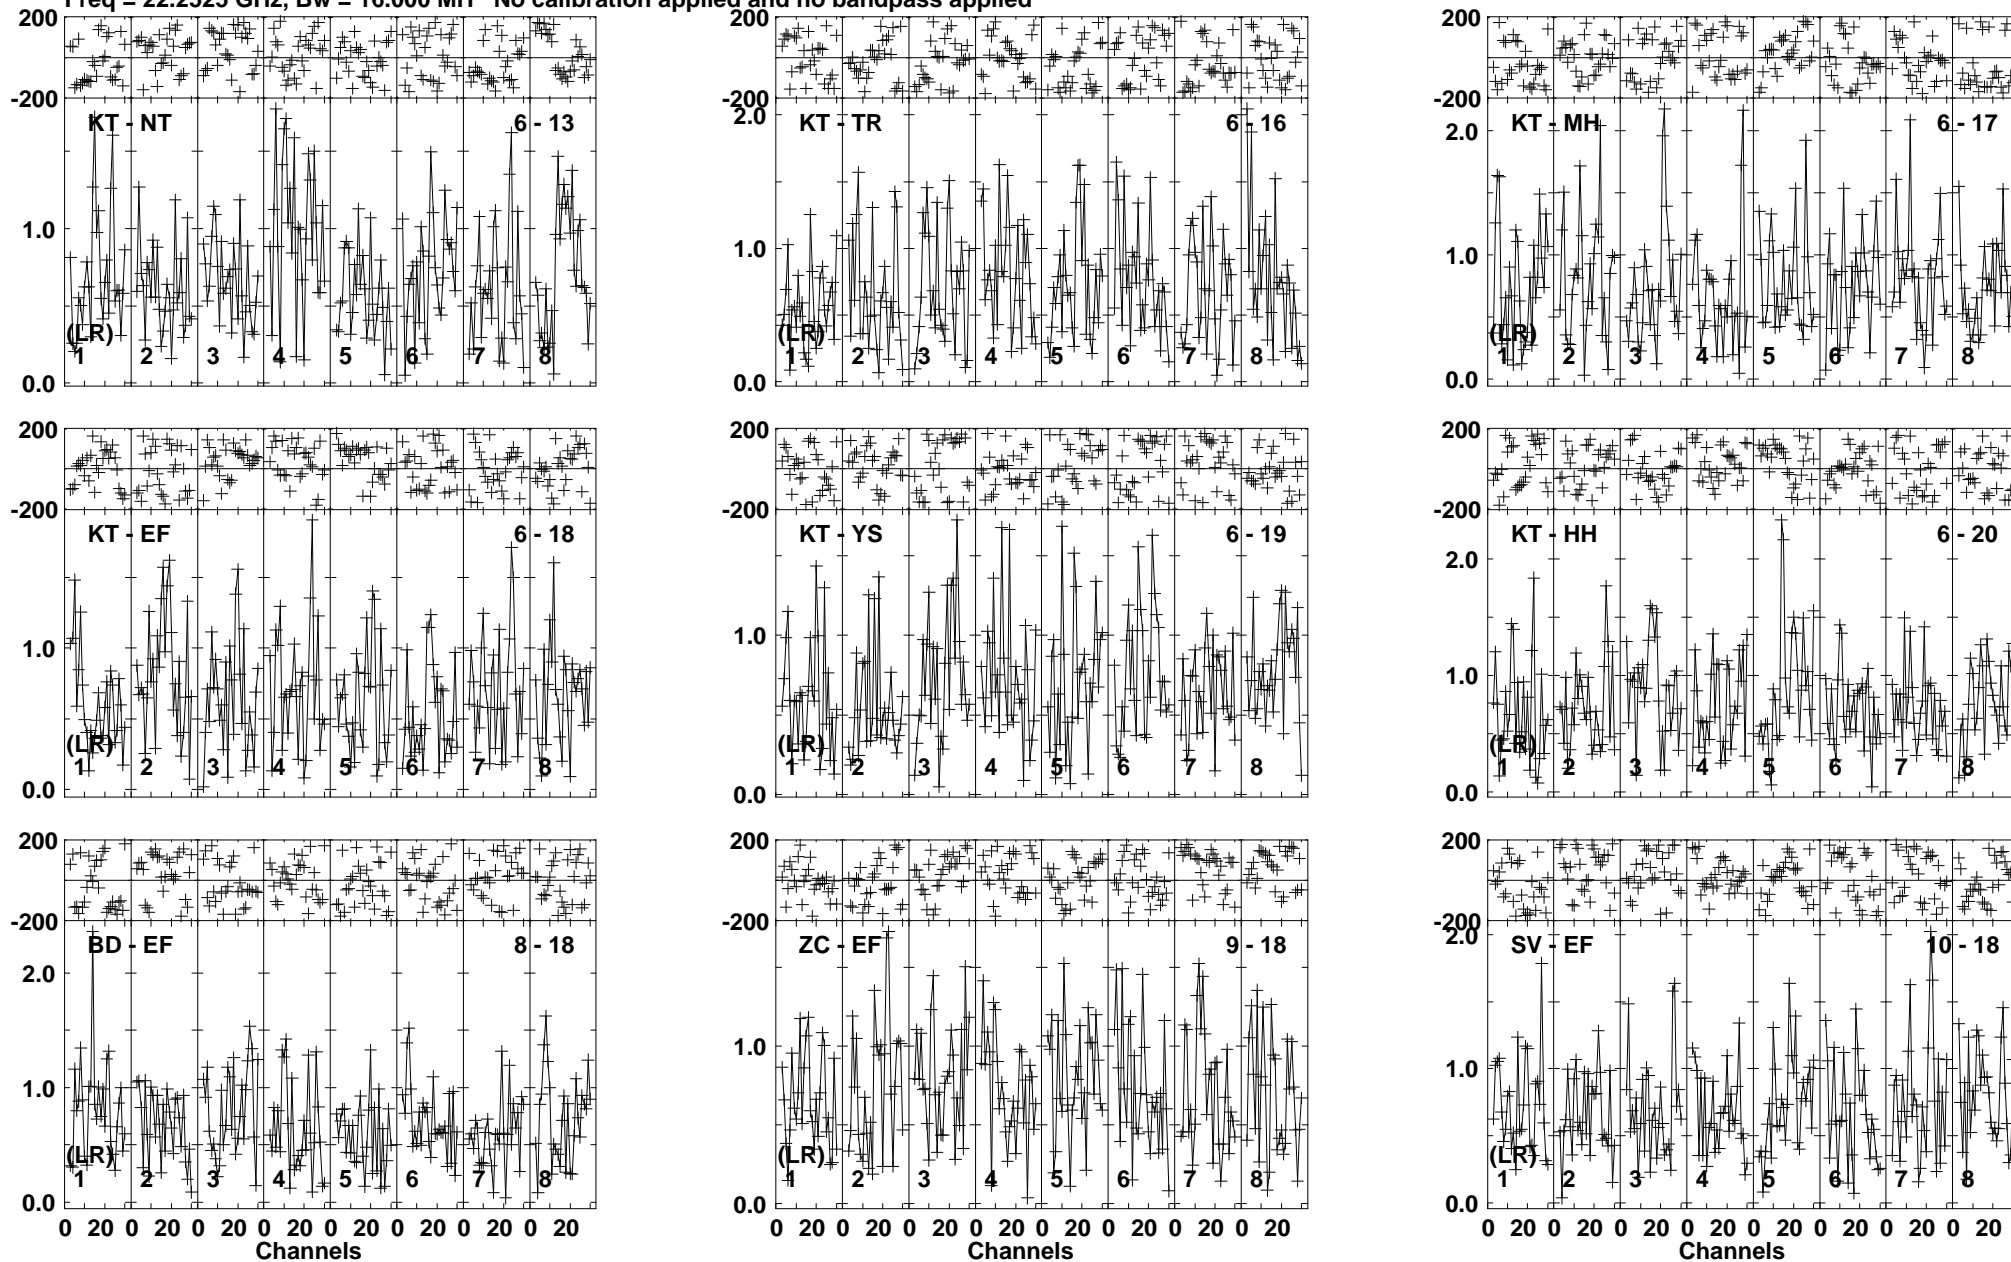 Freq = 22.2525 GHz, Bw = 16.000 MH No calibration applied and no bandpass applied
200
-200
KT - NT 6 - 13
1.0
0.0
(LR)
1 2 3 4 5 6 7 8
-200
200
KT - TR 6 - 16
2.0
1.0
0.0
(LR)
1 2 3 4 5 6 7 8
200
-200
KT - MH 6 - 17
2.0
1.0
0.0
(LR)
1 2 3 4 5 6 7 8
200
-200
KT - EF 6 - 18
1.0
0.0
(LR)
1 2 3 4 5 6 7 8
200
-200
KT - YS 6 - 19
1.0
0.0
(LR)
1 2 3 4 5 6 7 8
200
-200
KT - HH 6 - 20
2.0
1.0
0.0
(LR)
1 2 3 4 5 6 7 8
200
-200
BD - EF 8 - 18
2.0
1.0
0.0
(LR)
1 2 3 4 5 6 7 8
0 20 0 20 0 20 0 20 0 20 0 20 0 20 0 20
Channels
200
-200
ZC - EF 9 - 18
1.0
0.0
(LR)
1 2 3 4 5 6 7 8
0 20 0 20 0 20 0 20 0 20 0 20 0 20 0 20
Channels
200
-200
SV - EF 10 - 18
2.0
1.0
0.0
(LR)
1 2 3 4 5 6 7 8
0 20 0 20 0 20 0 20 0 20 0 20 0 20 0 20
Channels